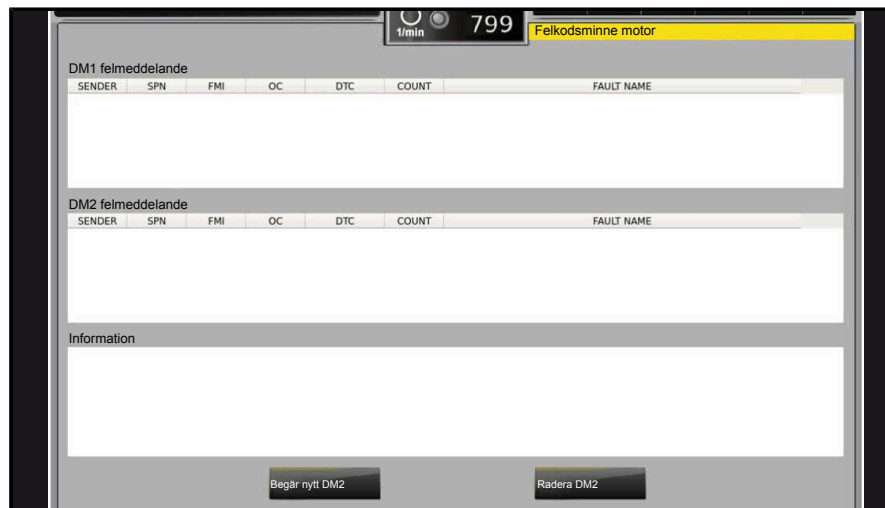 1/min 799 Felkodsminne motor
DM1 felmeddelande
SENDER SPN FMI OC DTC COUNT FAULT NAME
DM2 felmeddelande
SENDER SPN FMI OC DTC COUNT FAULT NAME
Information
Begär nytt DM2 Radera DM2